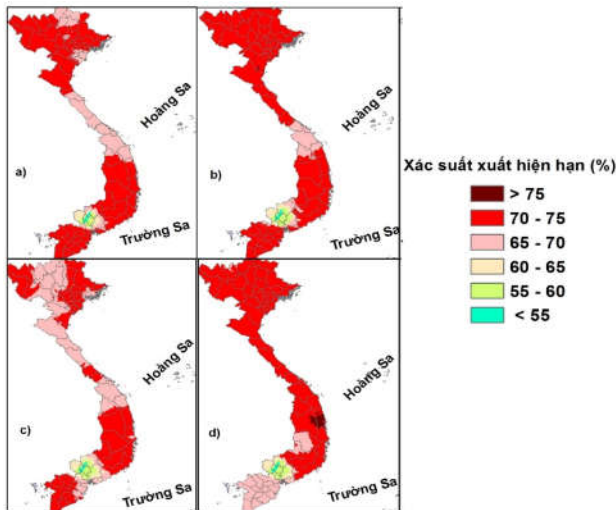 Hoàng Sa
a)
Trường Sa
Hoàng Sa
b)
Trường Sa
Hoàng Sa
c)
Trường Sa
Hoàng Sa
d)
Trường Sa
Xác suất xuất hiện hạn (%)
> 75
70 - 75
65 - 70
60 - 65
55 - 60
< 55